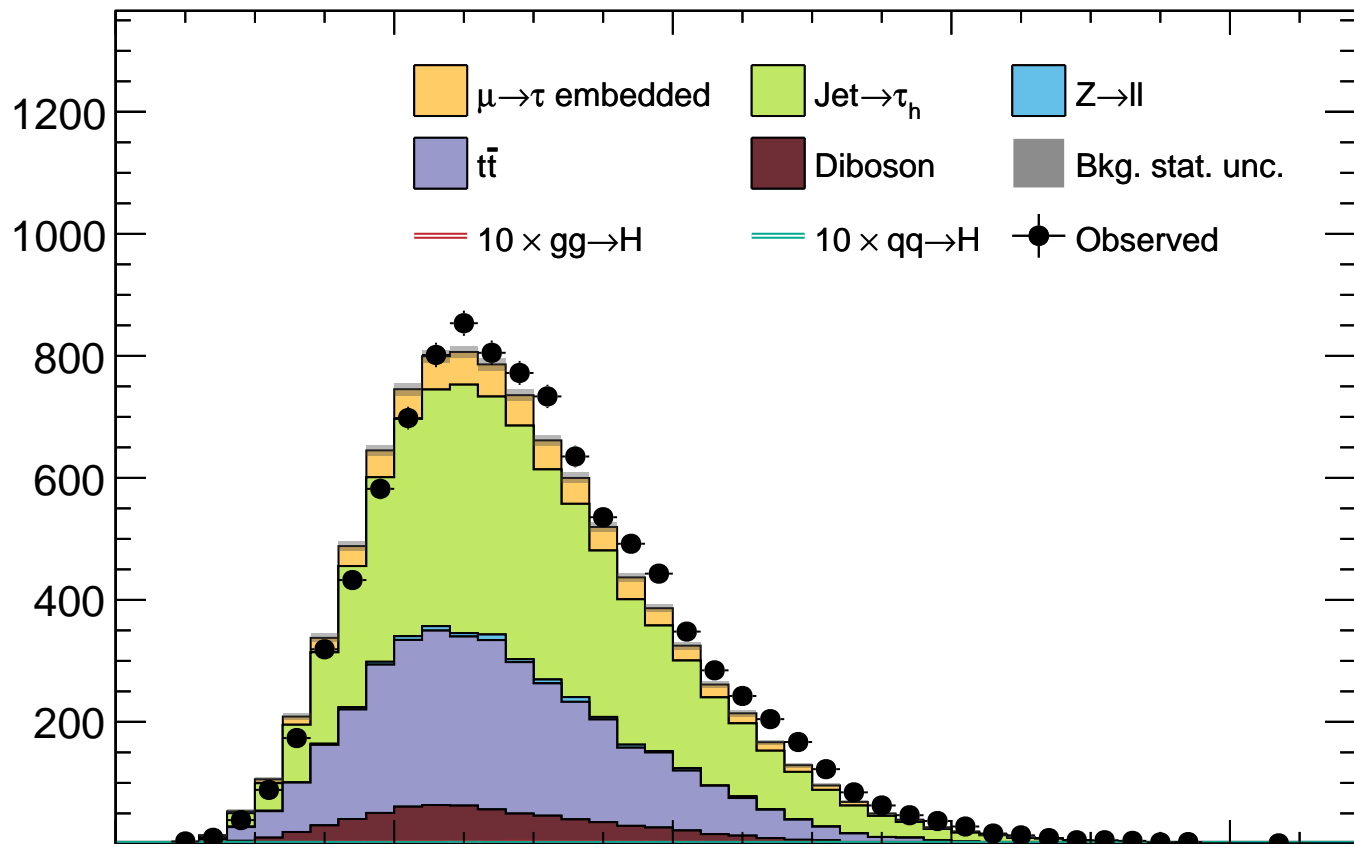 1200
1000
800
600
400
200
μ→τ embedded
Jet→τh
Z→ll
tt̄
Diboson
Bkg. stat. unc.
10 × gg→H
10 × qq→H
Observed